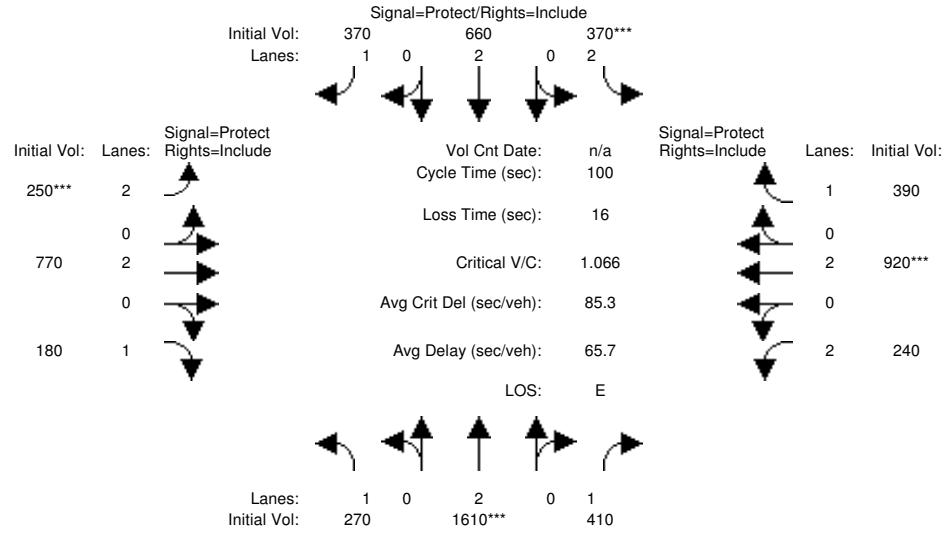 Signal=Protect/Rights=Include
Initial Vol: 370 660 370***
Lanes: 1 0 2 0 2
Signal=Protect
Initial Vol: Lanes: Rights=Include
Vol Cnt Date: n/a
Signal=Protect
Rights=Include Lanes: Initial Vol:
Cycle Time (sec): 100
250*** 2
1 390
Loss Time (sec): 16
0
0
770 2
Critical V/C: 1.066
2 920***
0
Avg Crit Del (sec/veh): 85.3
0
180 1
Avg Delay (sec/veh): 65.7
2 240
LOS: E
Lanes: 1 0 2 0 1
Initial Vol: 270 1610*** 410